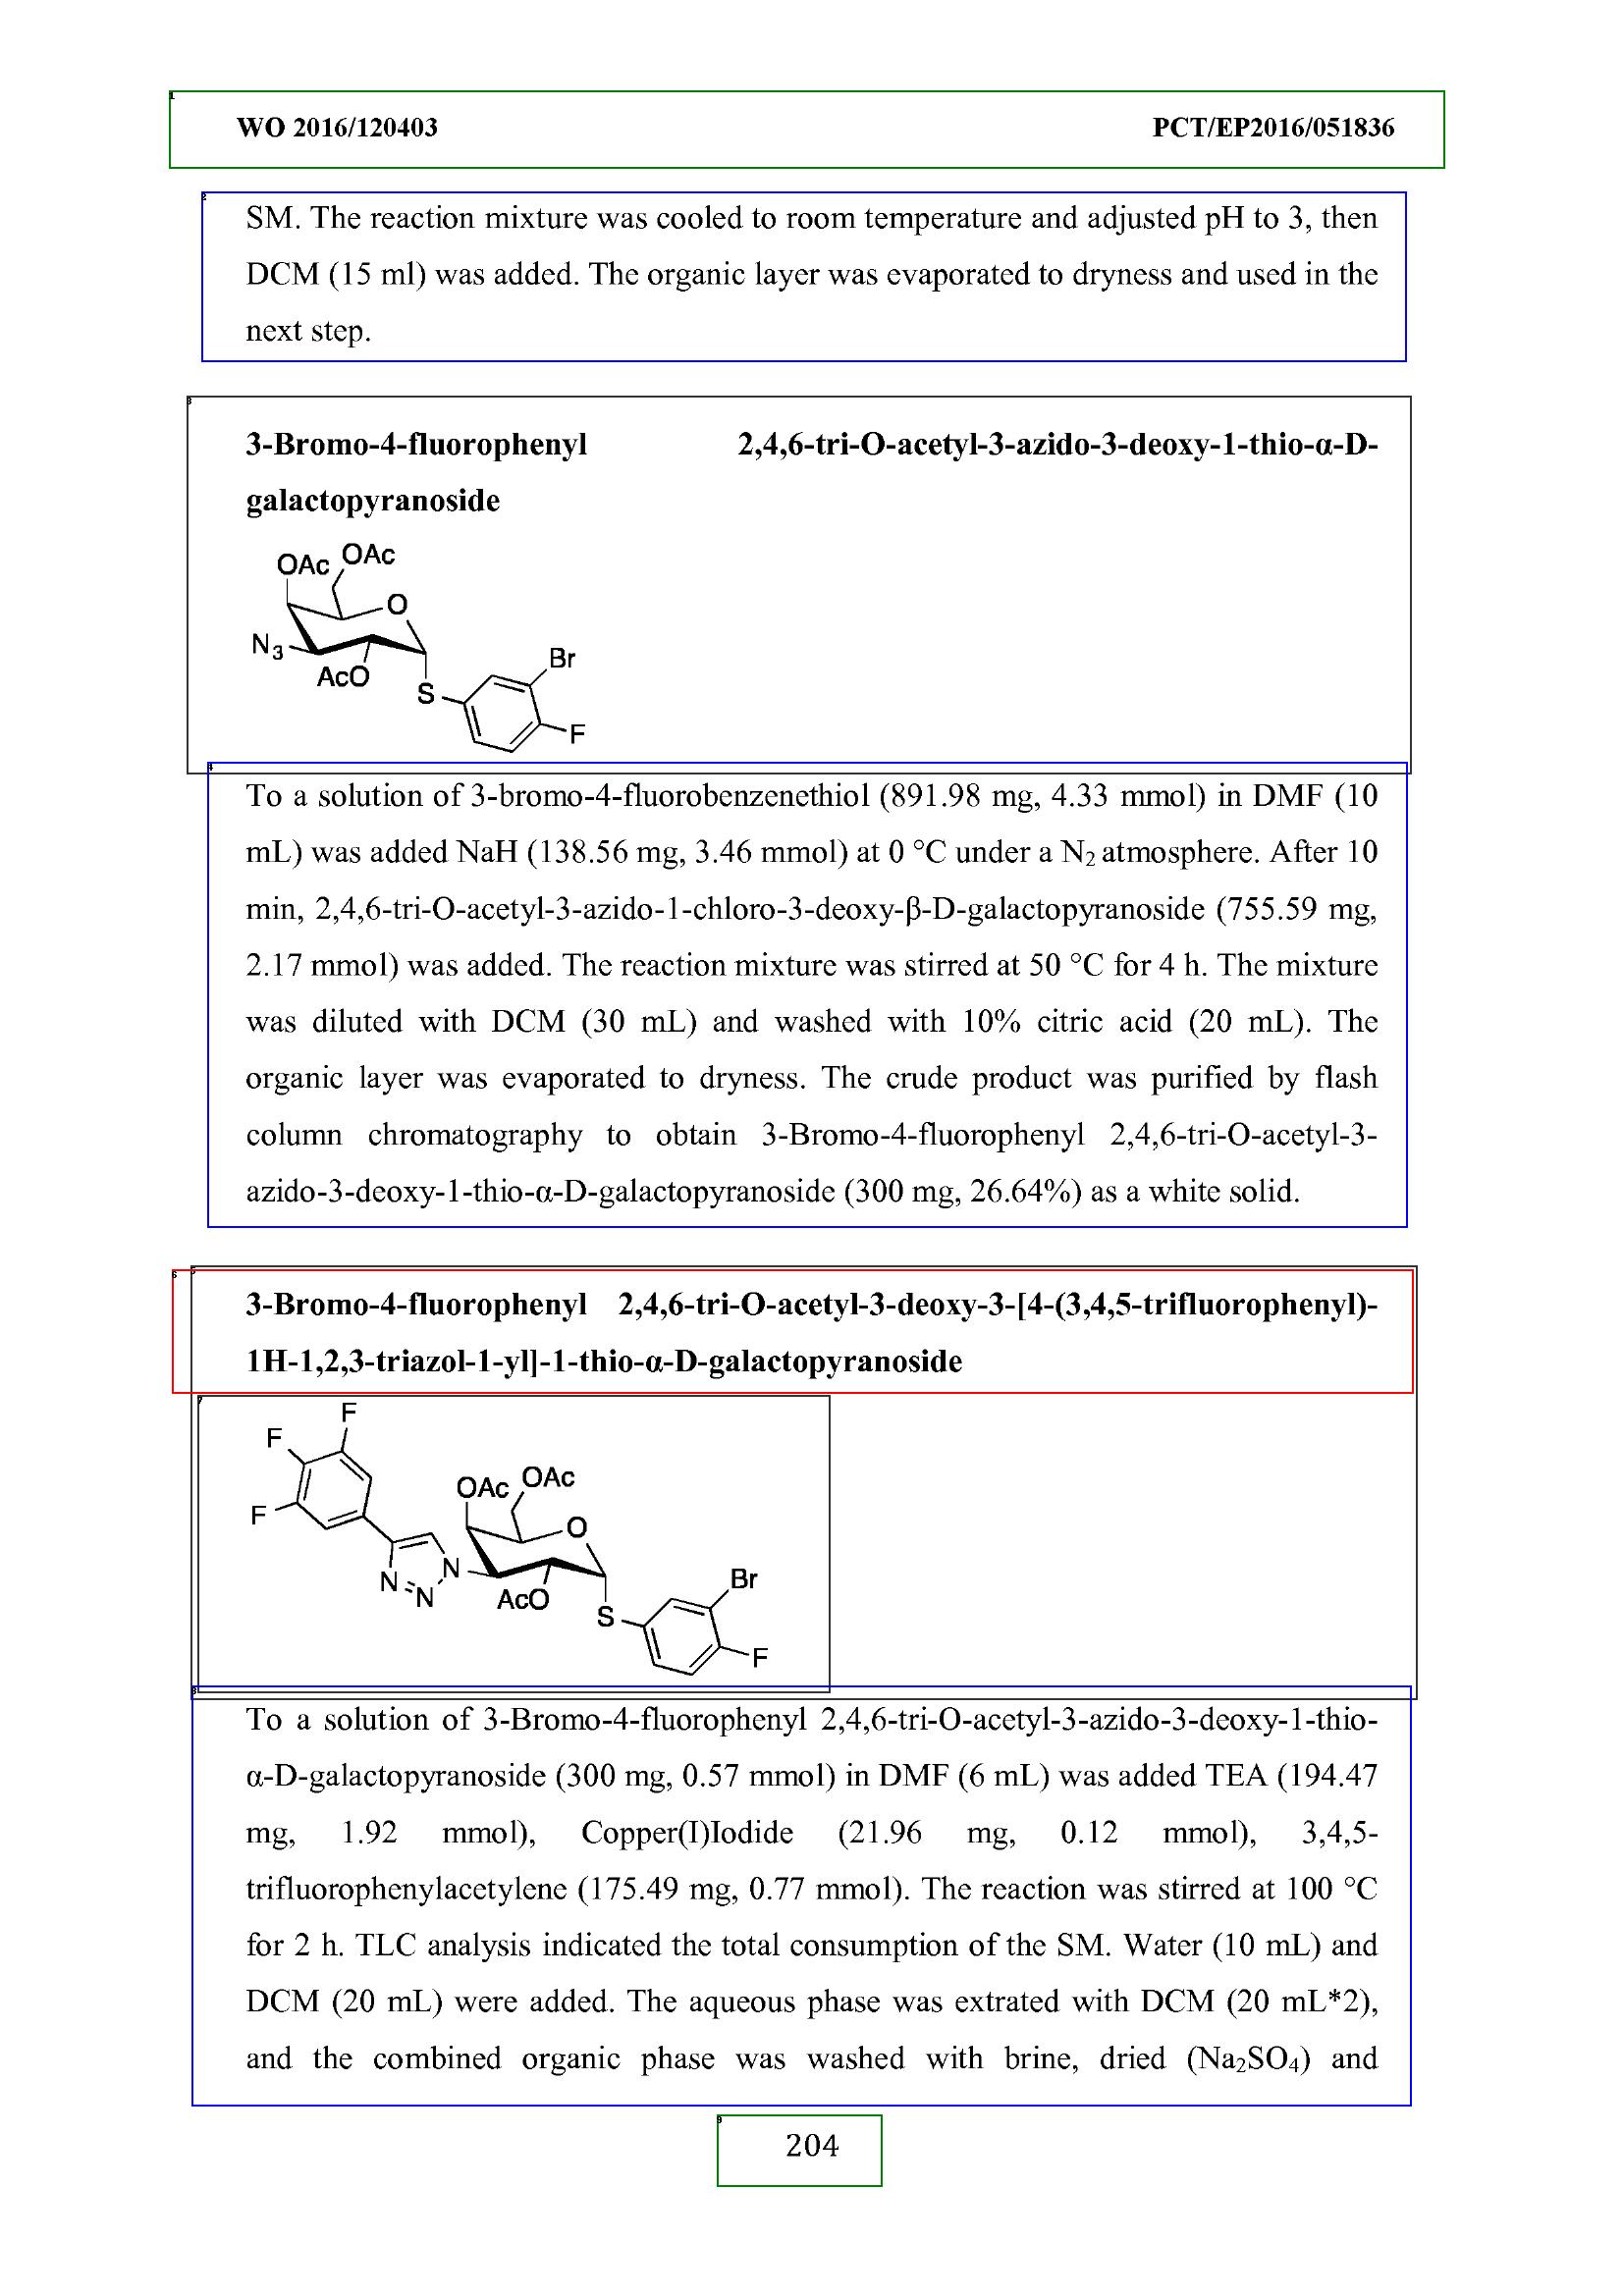 WO 2016/120403 PCT/EP2016/051836
SM. The reaction mixture was cooled to room temperature and adjusted pH to 3, then
DCM (15 ml) was added. The organic layer was evaporated to dryness and used in the
next step.
3-Bromo-4-fluorophenyl 2,4,6-tri-O-acetyl-3-azido-3-deoxy-1-thio-α-D-
galactopyranoside
OAc OAc
O
N3
AcO
S
Br
F
To a solution of 3-bromo-4-fluorobenzenethiol (891.98 mg, 4.33 mmol) in DMF (10
mL) was added NaH (138.56 mg, 3.46 mmol) at 0 °C under a N2 atmosphere. After 10
min, 2,4,6-tri-O-acetyl-3-azido-1-chloro-3-deoxy-β-D-galactopyranoside (755.59 mg,
2.17 mmol) was added. The reaction mixture was stirred at 50 °C for 4 h. The mixture
was diluted with DCM (30 mL) and washed with 10% citric acid (20 mL). The
organic layer was evaporated to dryness. The crude product was purified by flash
column chromatography to obtain 3-Bromo-4-fluorophenyl 2,4,6-tri-O-acetyl-3-
azido-3-deoxy-1-thio-α-D-galactopyranoside (300 mg, 26.64%) as a white solid.
3-Bromo-4-fluorophenyl 2,4,6-tri-O-acetyl-3-deoxy-3-[4-(3,4,5-trifluorophenyl)-
1H-1,2,3-triazol-1-yl]-1-thio-α-D-galactopyranoside
F
F
F
OAc OAc
O
N N N
AcO
S
Br
F
To a solution of 3-Bromo-4-fluorophenyl 2,4,6-tri-O-acetyl-3-azido-3-deoxy-1-thio-
α-D-galactopyranoside (300 mg, 0.57 mmol) in DMF (6 mL) was added TEA (194.47
mg, 1.92 mmol), Copper(I)Iodide (21.96 mg, 0.12 mmol), 3,4,5-
trifluorophenylacetylene (175.49 mg, 0.77 mmol). The reaction was stirred at 100 °C
for 2 h. TLC analysis indicated the total consumption of the SM. Water (10 mL) and
DCM (20 mL) were added. The aqueous phase was extrated with DCM (20 mL*2),
and the combined organic phase was washed with brine, dried (Na2SO4) and
204